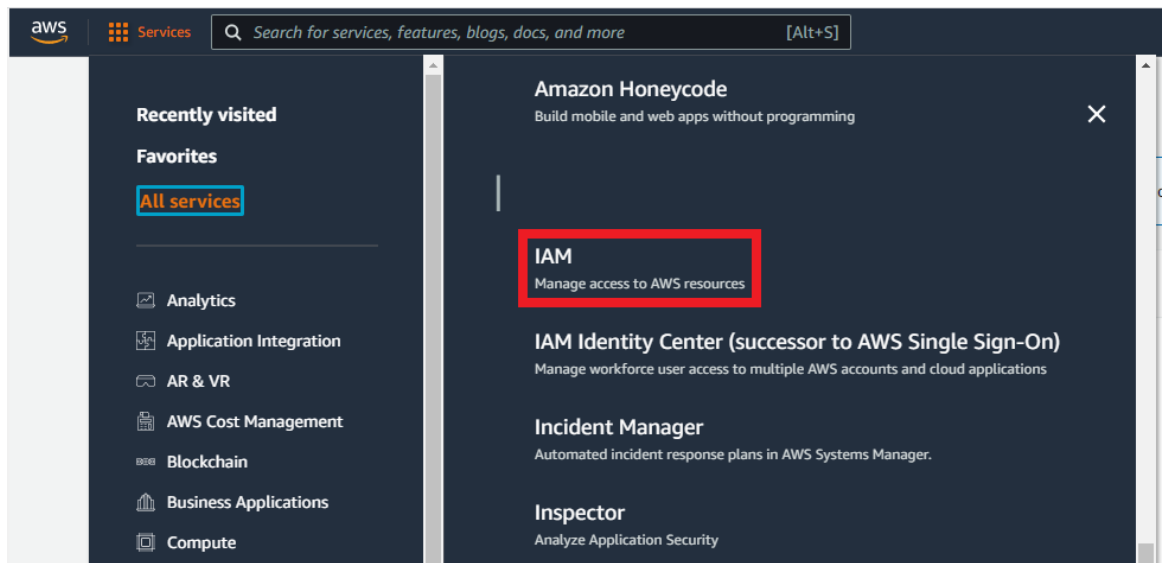 aws
Services
Search for services, features, blogs, docs, and more
[Alt+S]
Recently visited
Favorites
All services
Analytics
Application Integration
AR & VR
AWS Cost Management
Blockchain
Business Applications
Compute
Amazon Honeycode
Build mobile and web apps without programming
I
IAM
Manage access to AWS resources
IAM Identity Center (successor to AWS Single Sign-On)
Manage workforce user access to multiple AWS accounts and cloud applications
Incident Manager
Automated incident response plans in AWS Systems Manager.
Inspector
Analyze Application Security